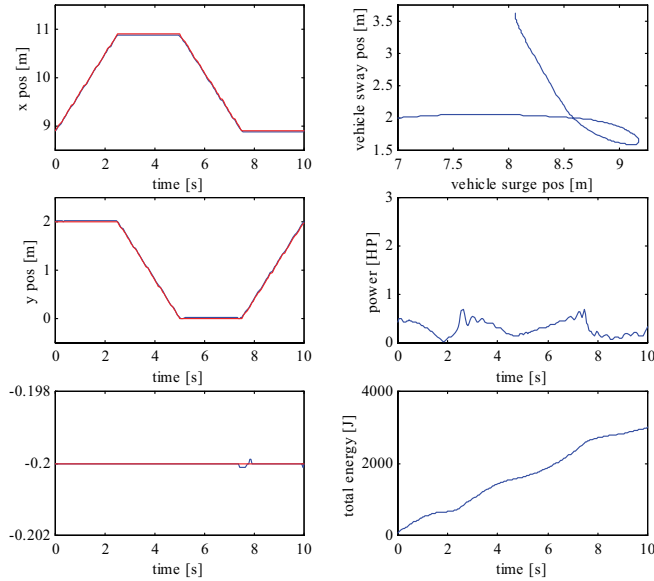 11
10
9
x pos [m]
0 2 4 6 8 10
time [s]
3.5
3
2.5
2
1.5
vehicle sway pos [m]
7 7.5 8 8.5 9
vehicle surge pos [m]
2
1
0
y pos [m]
0 2 4 6 8 10
time [s]
3
2
1
0
power [HP]
0 2 4 6 8 10
time [s]
-0.198
-0.2
-0.202
0 2 4 6 8 10
time [s]
4000
2000
0
total energy [J]
0 2 4 6 8 10
time [s]